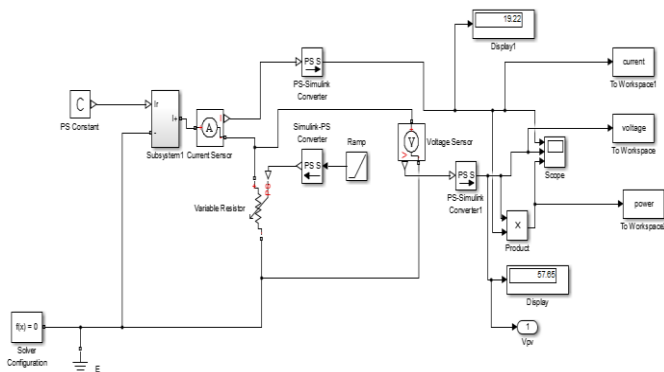 19.22
Display1
PS S
PS-Simulink
Converter
current
To Workspace1
C
PS Constant
Ir
I+
-
Subsystem1
A
I
Current Sensor
Simulink-PS
Converter
PS S
Ramp
V
V
Voltage Sensor
voltage
To Workspace
Scope
PS S
PS-Simulink
Converter1
Variable Resistor
X
Product
power
To Workspace2
57.65
Display
1
Vpv
f(x) = 0
Solver
Configuration
E